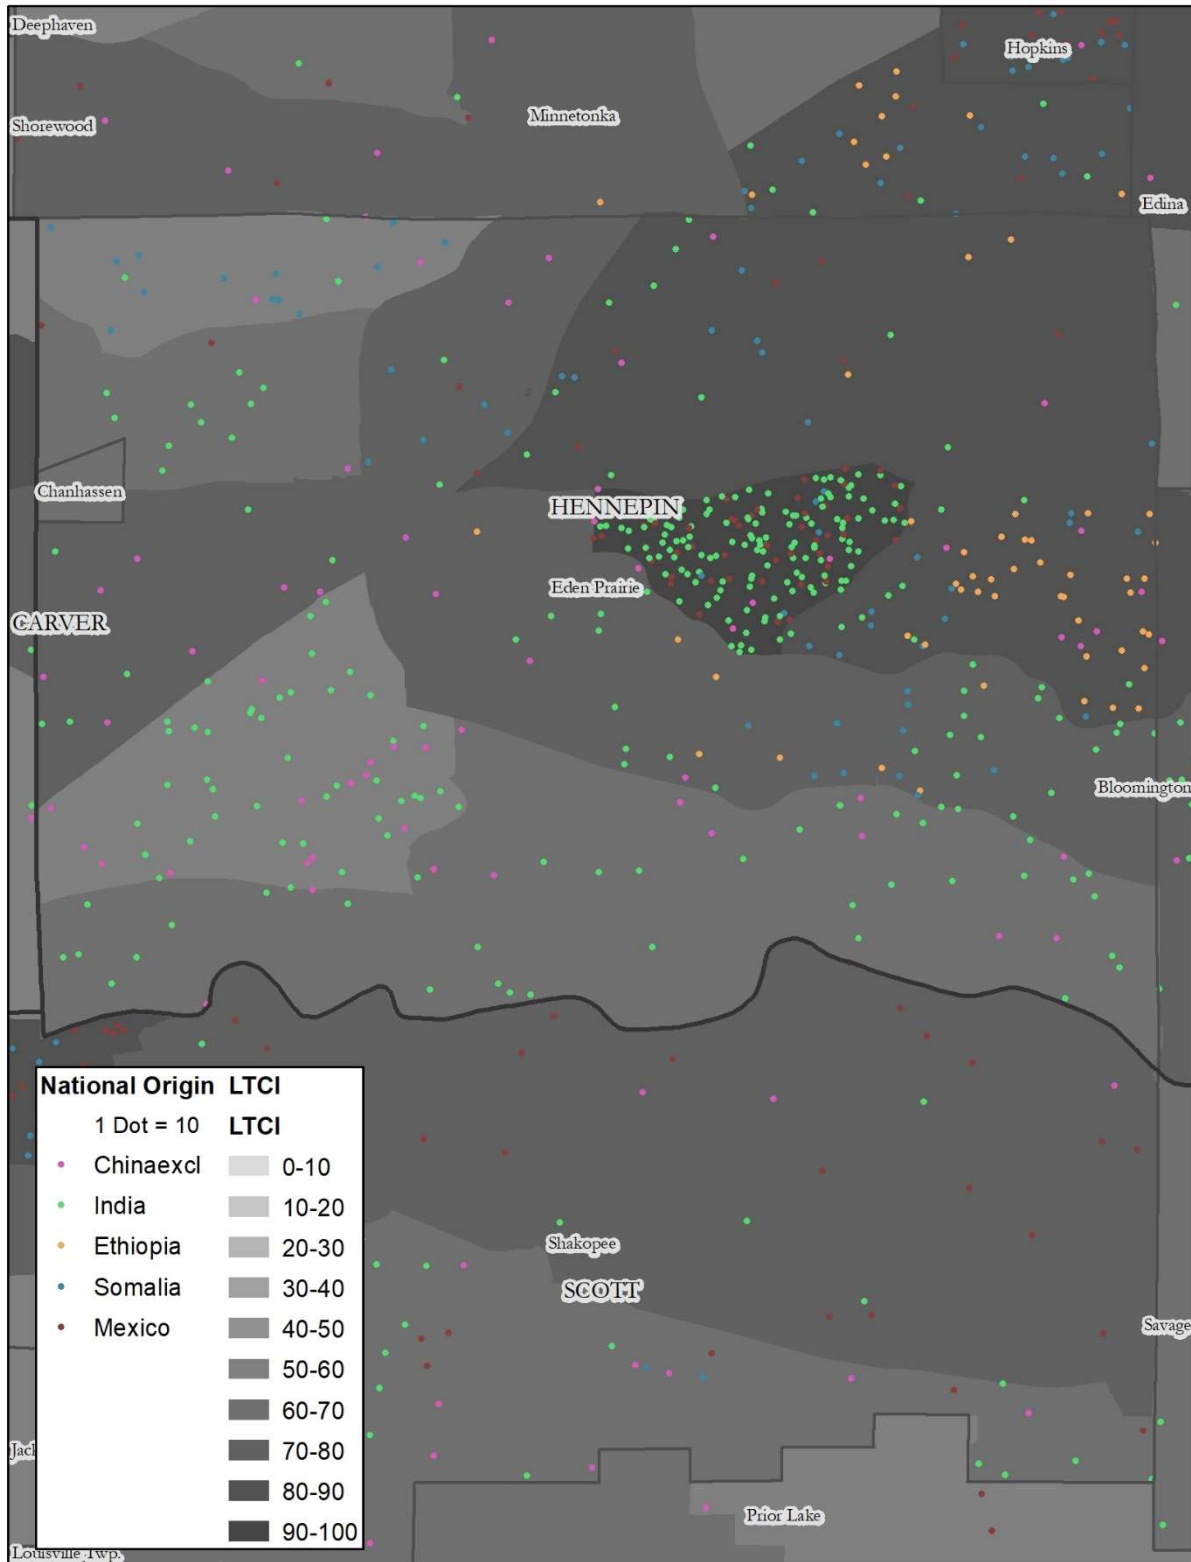 Deephaven
Hopkins
Minnetonka
Shorewood
Edina
Chanhassen
HENNEPIN
Eden Prairie
CARVER
Bloomington
National Origin LTCI
1 Dot = 10 LTCI
Chinaexcl 0-10
India 10-20
Ethiopia 20-30
Somalia 30-40
Mexico 40-50
50-60
60-70
70-80
80-90
90-100
Shakopee
SCOTT
Savage
Jack
Prior Lake
Louisville Twp.